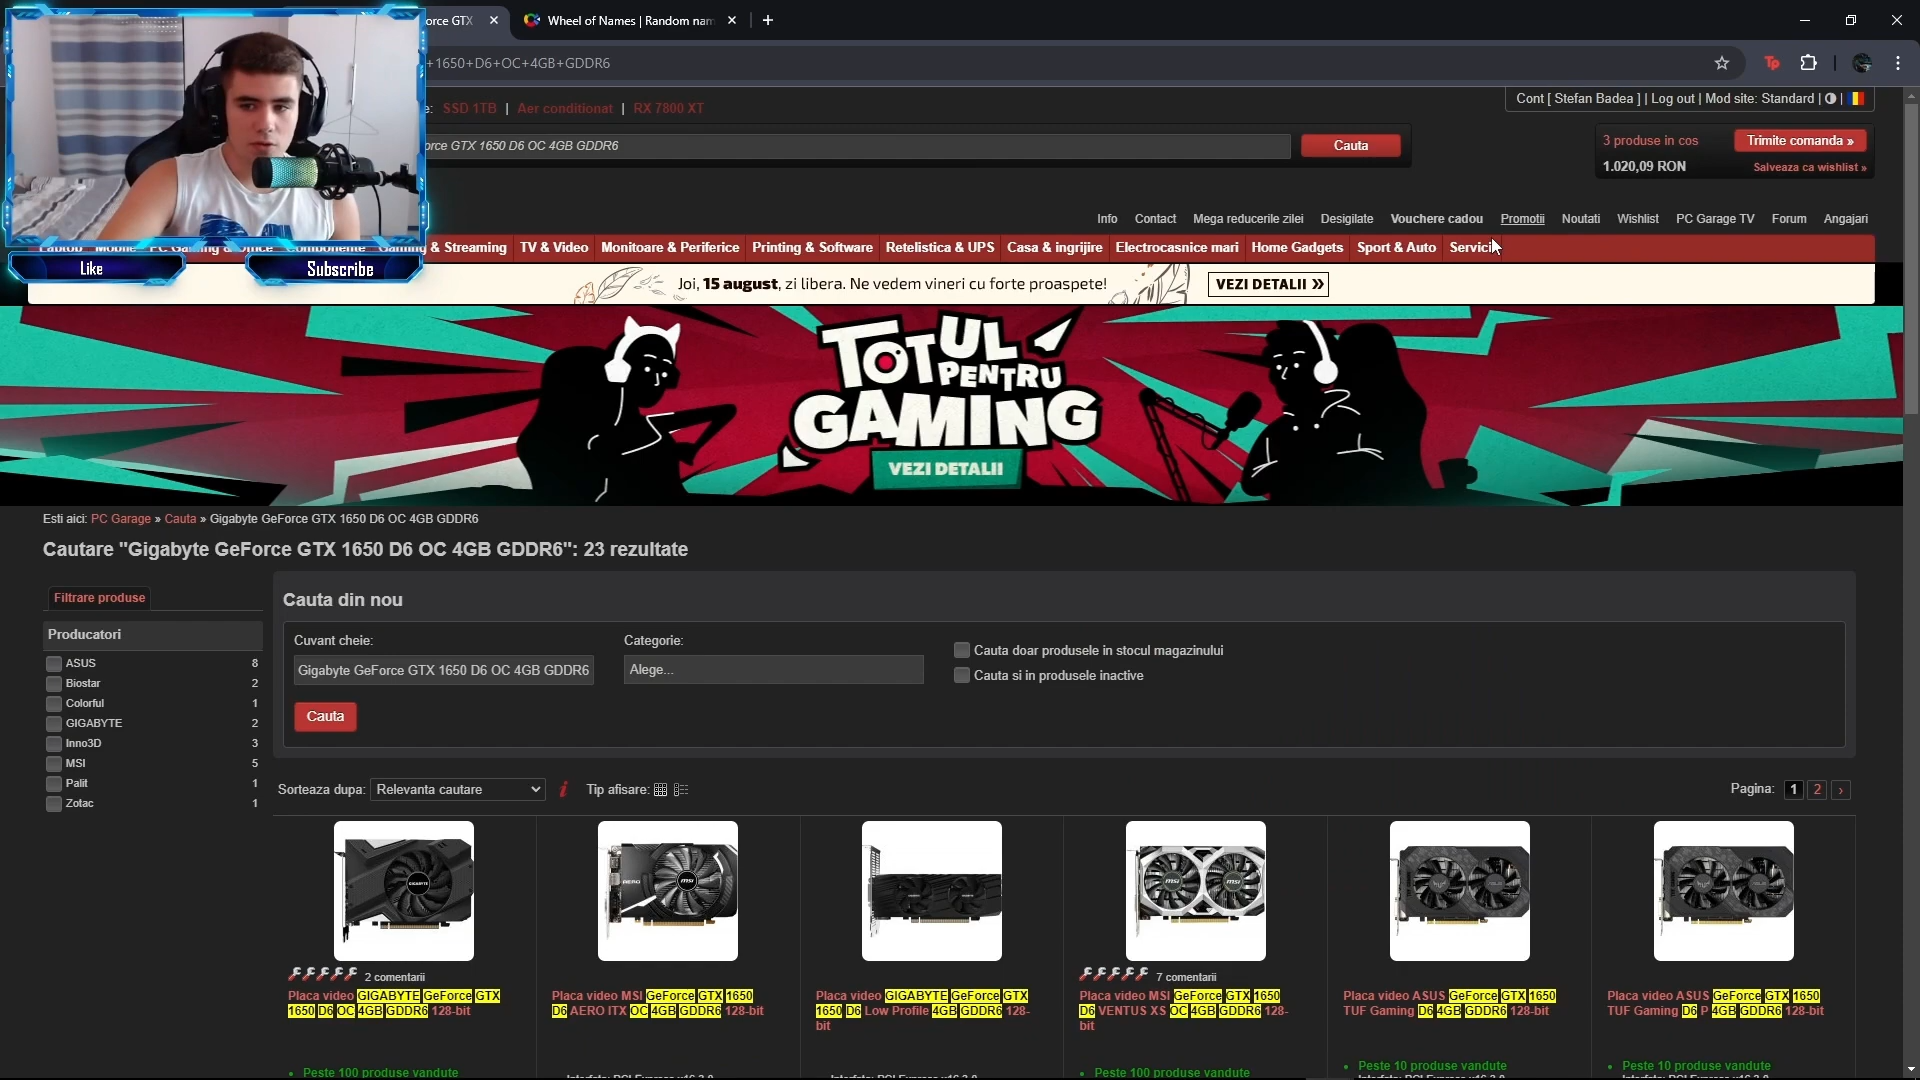 orce GTX
Wheel of Names | Random nam
+1650+D6+OC+4GB+GDDR6
e: SSD 1TB | Aer conditionat | RX 7800 XT
Cont [ Stefan Badea ] | Log out | Mod site: Standard |
orce GTX 1650 D6 OC 4GB GDDR6
Cauta
3 produse in cos
Trimite comanda »
1.020,09 RON
Salveaza ca wishlist »
Info Contact Mega reducerile zilei Desigilate Vouchere cadou Promotii Noutati Wishlist PC Garage TV Forum Angajari
& Streaming TV & Video Monitoare & Periferice Printing & Software Retelistica & UPS Casa & ingrijire Electrocasnice mari Home Gadgets Sport & Auto Servicii
Like
Subscribe
Joi, 15 august, zi libera. Ne vedem vineri cu forte proaspete!
VEZI DETALII »
TOTUL
PENTRU
GAMING
VEZI DETALII
Esti aici: PC Garage » Cauta » Gigabyte GeForce GTX 1650 D6 OC 4GB GDDR6
Cautare "Gigabyte GeForce GTX 1650 D6 OC 4GB GDDR6": 23 rezultate
Filtrare produse
Producatori
ASUS 8
Biostar 2
Colorful 1
GIGABYTE 2
Inno3D 3
MSI 5
Palit 1
Zotac 1
Cauta din nou
Cuvant cheie:
Categorie:
Gigabyte GeForce GTX 1650 D6 OC 4GB GDDR6
Alege...
Cauta doar produsele in stocul magazinului
Cauta si in produsele inactive
Cauta
Sorteaza dupa: Relevanta cautare
Tip afisare:
Pagina: 1 2 ›
2 comentarii
Placa video GIGABYTE GeForce GTX
1650 D6 OC 4GB GDDR6 128-bit
Peste 100 produse vandute
Placa video MSI GeForce GTX 1650
D6 AERO ITX OC 4GB GDDR6 128-bit
Placa video GIGABYTE GeForce GTX
1650 D6 Low Profile 4GB GDDR6 128-
bit
7 comentarii
Placa video MSI GeForce GTX 1650
D6 VENTUS XS OC 4GB GDDR6 128-
bit
Peste 100 produse vandute
Placa video ASUS GeForce GTX 1650
TUF Gaming D6 4GB GDDR6 128-bit
Peste 10 produse vandute
Placa video ASUS GeForce GTX 1650
TUF Gaming D6 P 4GB GDDR6 128-bit
Peste 10 produse vandute